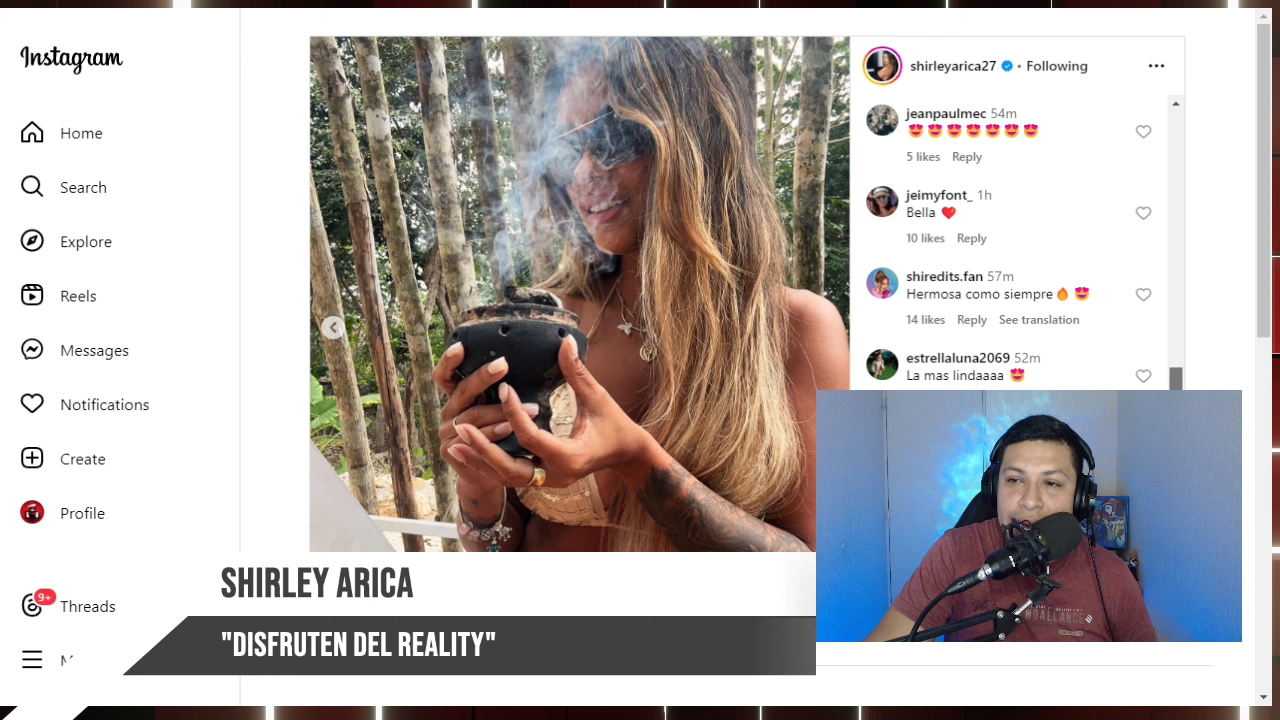 Instagram
Home
Search
Explore
Reels
Messages
Notifications
Create
Profile
9+
Threads
shirleyarica27 • Following
jeanpaulmec 54m
😍😍😍😍😍😍😍
5 likes Reply
jeimyfont_ 1h
Bella ❤️
10 likes Reply
shiredits.fan 57m
Hermosa como siempre🔥 😍
14 likes Reply See translation
estrellaluna2069 52m
La mas lindaaaa 😍
SHIRLEY ARICA
"DISFRUTEN DEL REALITY"